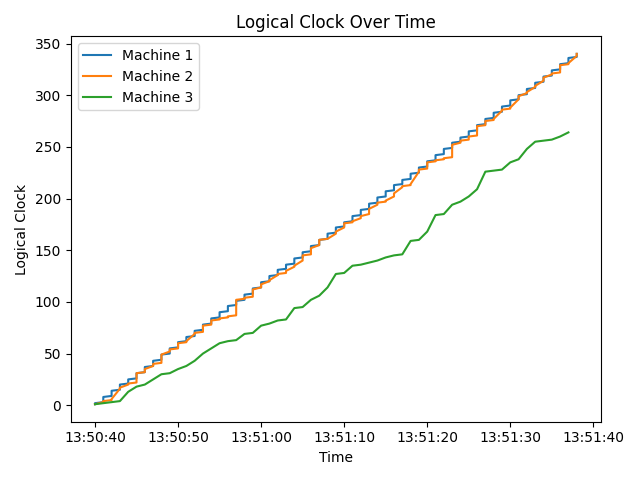 Logical Clock Over Time
Machine 1
Machine 2
Machine 3
Logical Clock
350
300
250
200
150
100
50
0
13:50:40 13:50:50 13:51:00 13:51:10 13:51:20 13:51:30 13:51:40
Time